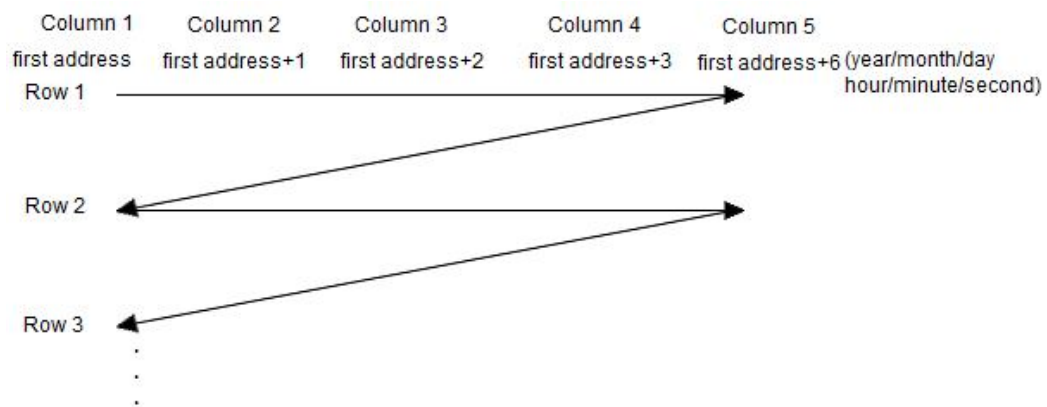 Column 1 Column 2 Column 3 Column 4 Column 5
first address first address+1 first address+2 first address+3 first address+6 (year/month/day
hour/minute/second)
Row 1
Row 2
Row 3